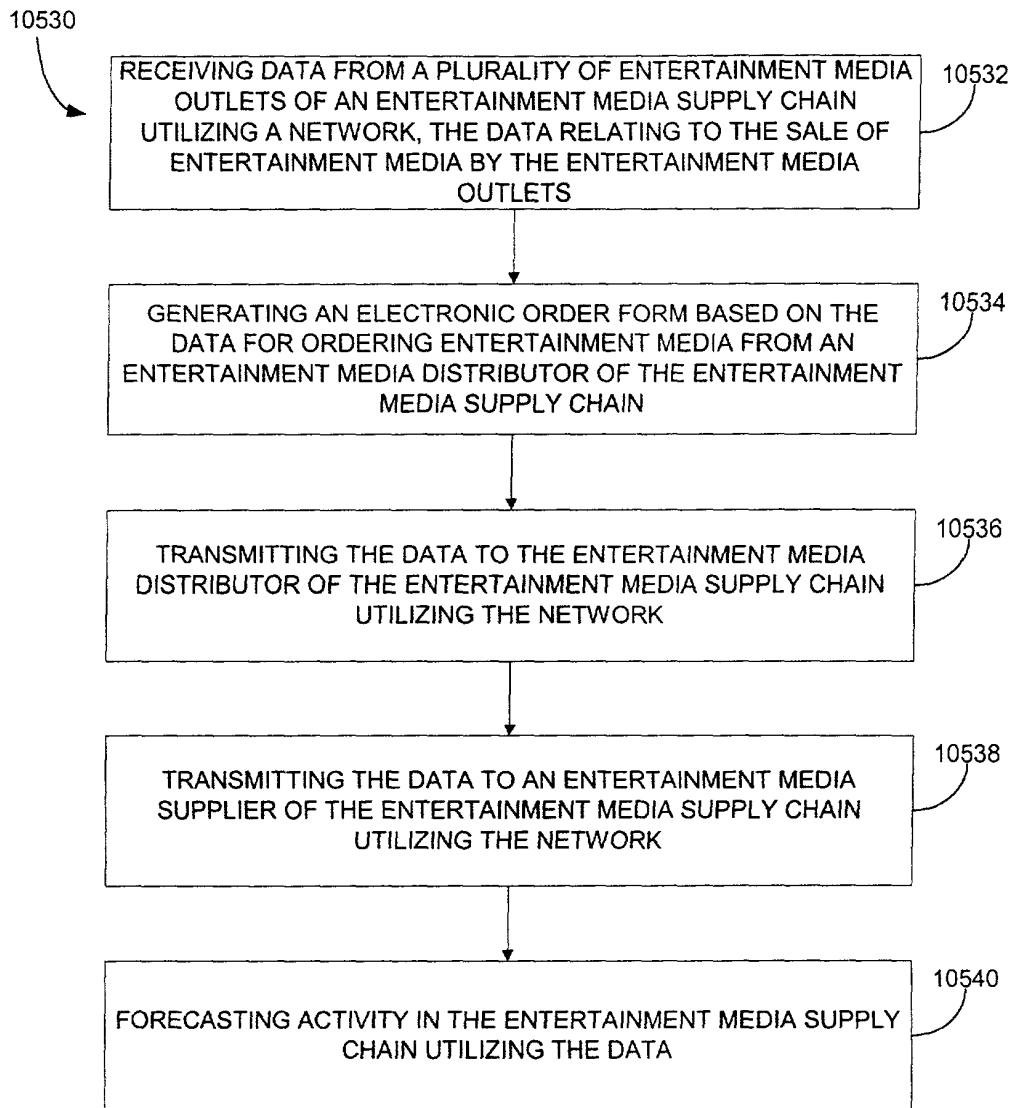 10530
RECEIVING DATA FROM A PLURALITY OF ENTERTAINMENT MEDIA
OUTLETS OF AN ENTERTAINMENT MEDIA SUPPLY CHAIN
UTILIZING A NETWORK, THE DATA RELATING TO THE SALE OF
ENTERTAINMENT MEDIA BY THE ENTERTAINMENT MEDIA
OUTLETS
10532
GENERATING AN ELECTRONIC ORDER FORM BASED ON THE
DATA FOR ORDERING ENTERTAINMENT MEDIA FROM AN
ENTERTAINMENT MEDIA DISTRIBUTOR OF THE ENTERTAINMENT
MEDIA SUPPLY CHAIN
10534
TRANSMITTING THE DATA TO THE ENTERTAINMENT MEDIA
DISTRIBUTOR OF THE ENTERTAINMENT MEDIA SUPPLY CHAIN
UTILIZING THE NETWORK
10536
TRANSMITTING THE DATA TO AN ENTERTAINMENT MEDIA
SUPPLIER OF THE ENTERTAINMENT MEDIA SUPPLY CHAIN
UTILIZING THE NETWORK
10538
FORECASTING ACTIVITY IN THE ENTERTAINMENT MEDIA SUPPLY
CHAIN UTILIZING THE DATA
10540